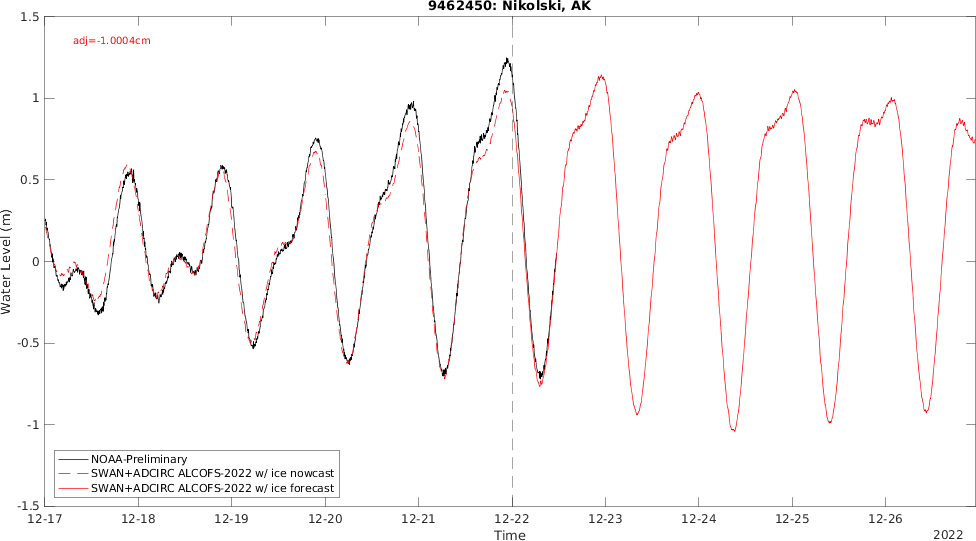 9462450: Nikolski, AK
1.5
adj=-1.0004cm
1
0.5
0
-0.5
-1
-1.5
Water Level (m)
NOAA-Preliminary
SWAN+ADCIRC ALCOFS-2022 w/ ice nowcast
SWAN+ADCIRC ALCOFS-2022 w/ ice forecast
12-17 12-18 12-19 12-20 12-21 12-22 12-23 12-24 12-25 12-26
Time
2022